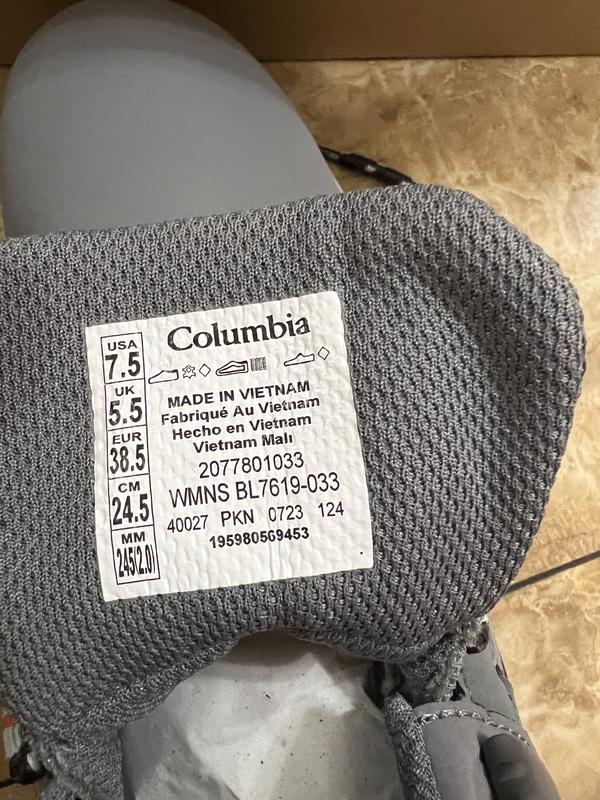 Columbia
USA
7.5
UK
5.5
EUR
38.5
CM
24.5
MM
245(2.0)
MADE IN VIETNAM
Fabriqué Au Vietnam
Hecho en Vietnam
Vietnam Malı
2077801033
WMNS BL7619-033
40027 PKN 0723 124
195980569453